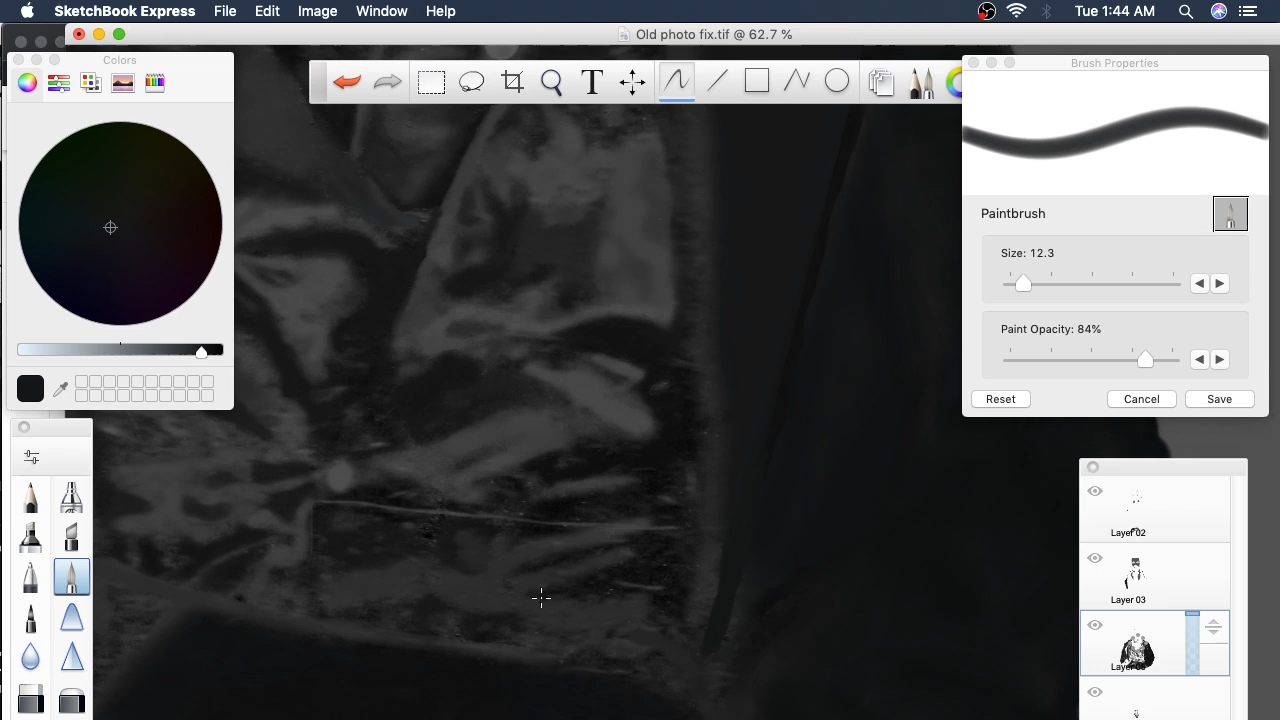 SketchBook Express File Edit Image Window Help Tue 1:44 AM
Old photo fix.tif @ 62.7 %
Colors
T
Brush Properties
Paintbrush
Size: 12.3
Paint Opacity: 84%
Reset Cancel Save
Layer 02
Layer 03